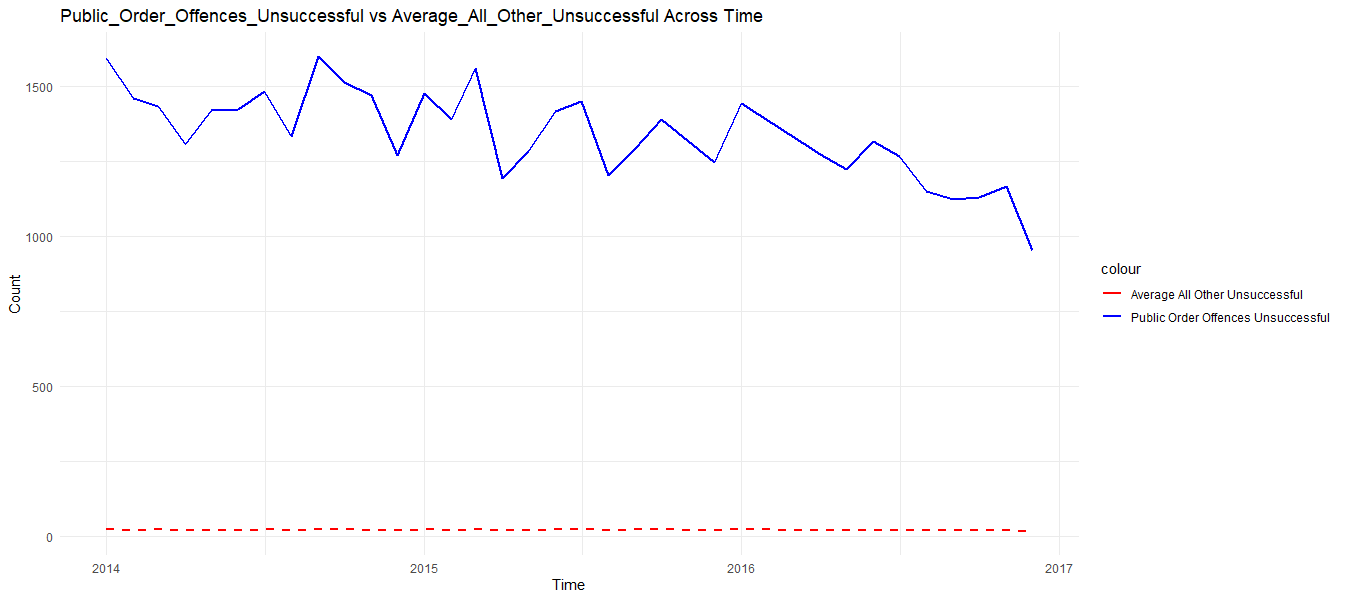 Public_Order_Offences_Unsuccessful vs Average_All_Other_Unsuccessful Across Time
1500
1000
500
0
Count
2014 2015 2016 2017
Time
colour
Average All Other Unsuccessful
Public Order Offences Unsuccessful